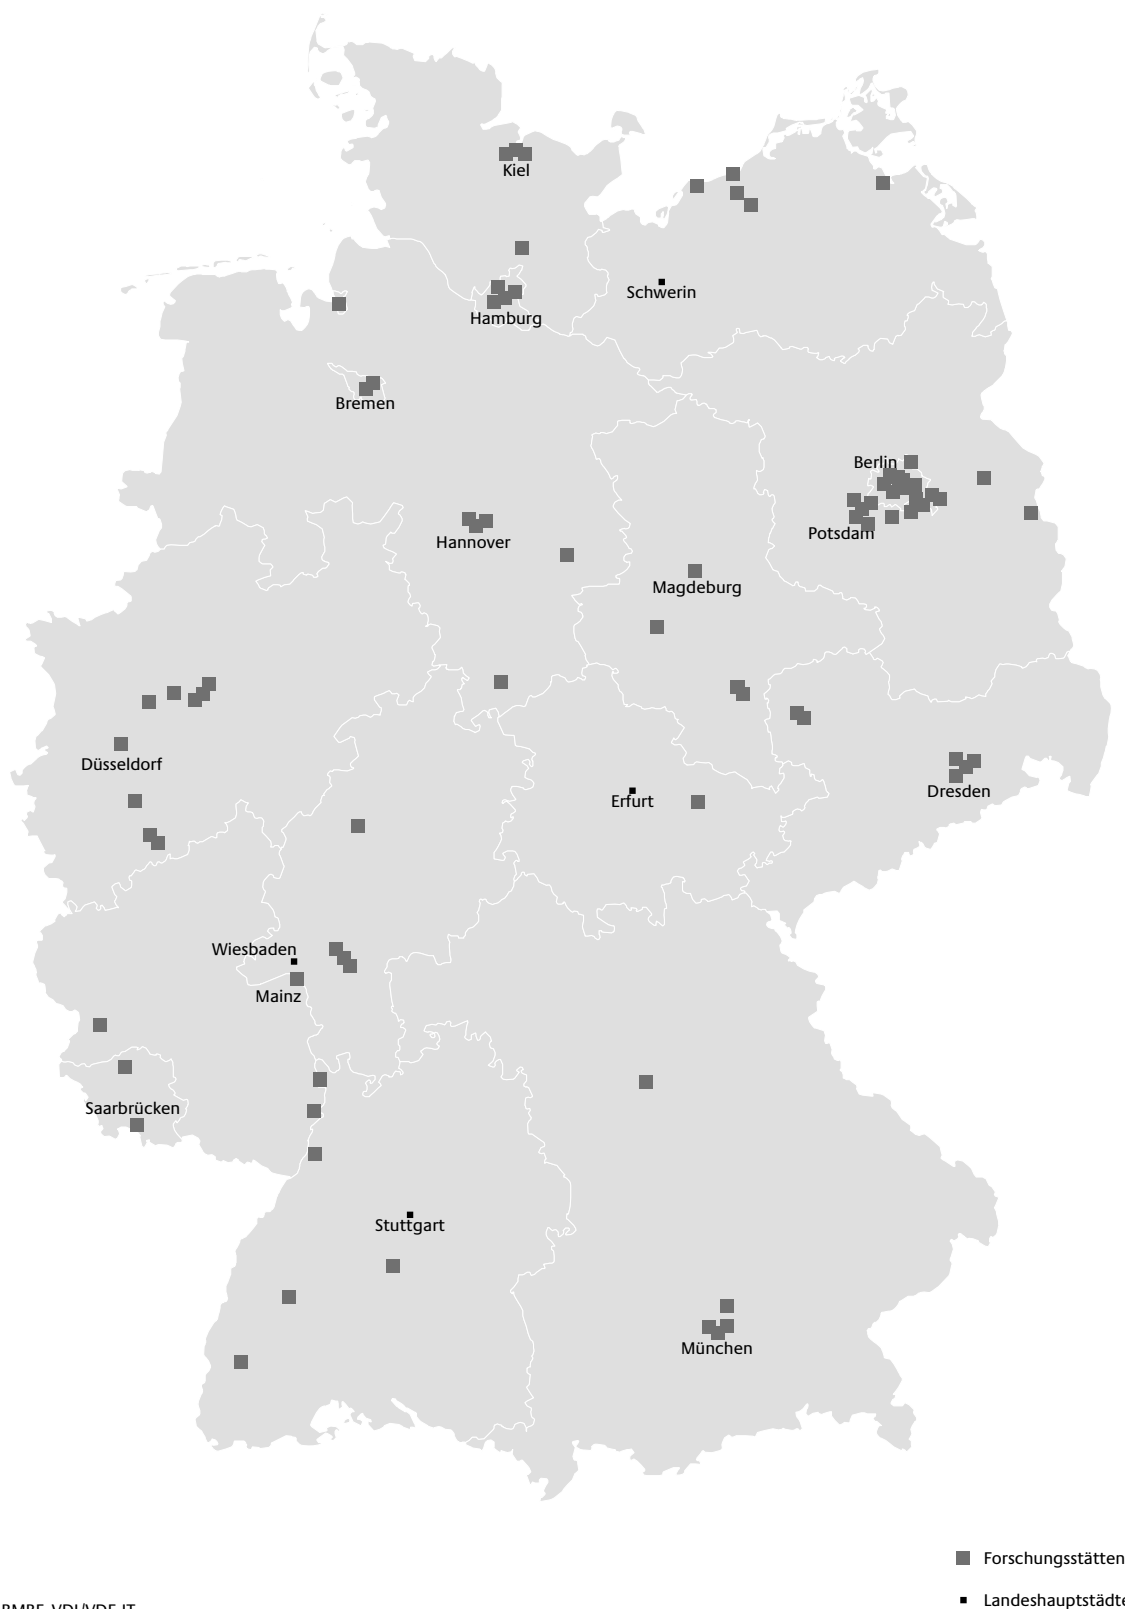 Kiel
Schwerin
Hamburg
Bremen
Berlin
Potsdam
Hannover
Magdeburg
Düsseldorf
Erfurt
Dresden
Wiesbaden
Mainz
Saarbrücken
Stuttgart
München
Forschungsstätten
Landeshauptstädte